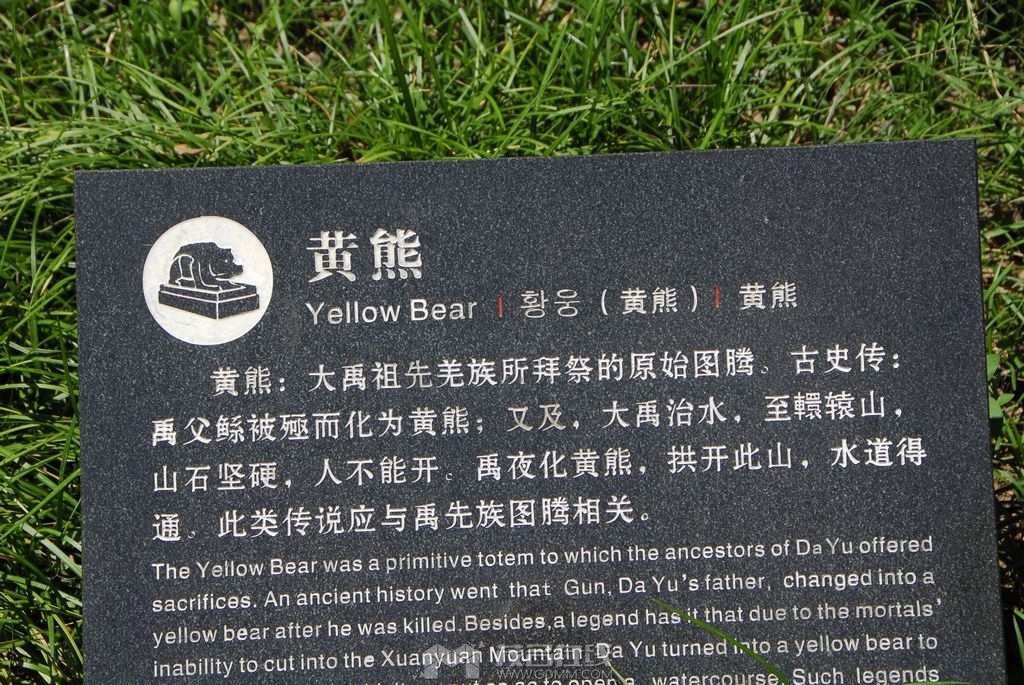 黄熊
Yellow Bear | 황웅 (黄熊) | 黄熊
黄熊：大禹祖先羌族所拜祭的原始图腾。古史传：
禹父鲧被殛而化为黄熊；又及，大禹治水，至轘辕山，
山石坚硬，人不能开。禹夜化黄熊，拱开此山，水道得
通。此类传说应与禹先族图腾相关。
The Yellow Bear was a primitive totem to which the ancestors of Da Yu offered
sacrifices. An ancient history went that Gun, Da Yu's father, changed into a
yellow bear after he was killed.Besides,a legend has it that due to the mortals'
inability to cut into the Xuanyuan Mountain, Da Yu turned into a yellow bear to
so as to open a watercourse. Such legends
WWW.GOMM.COM